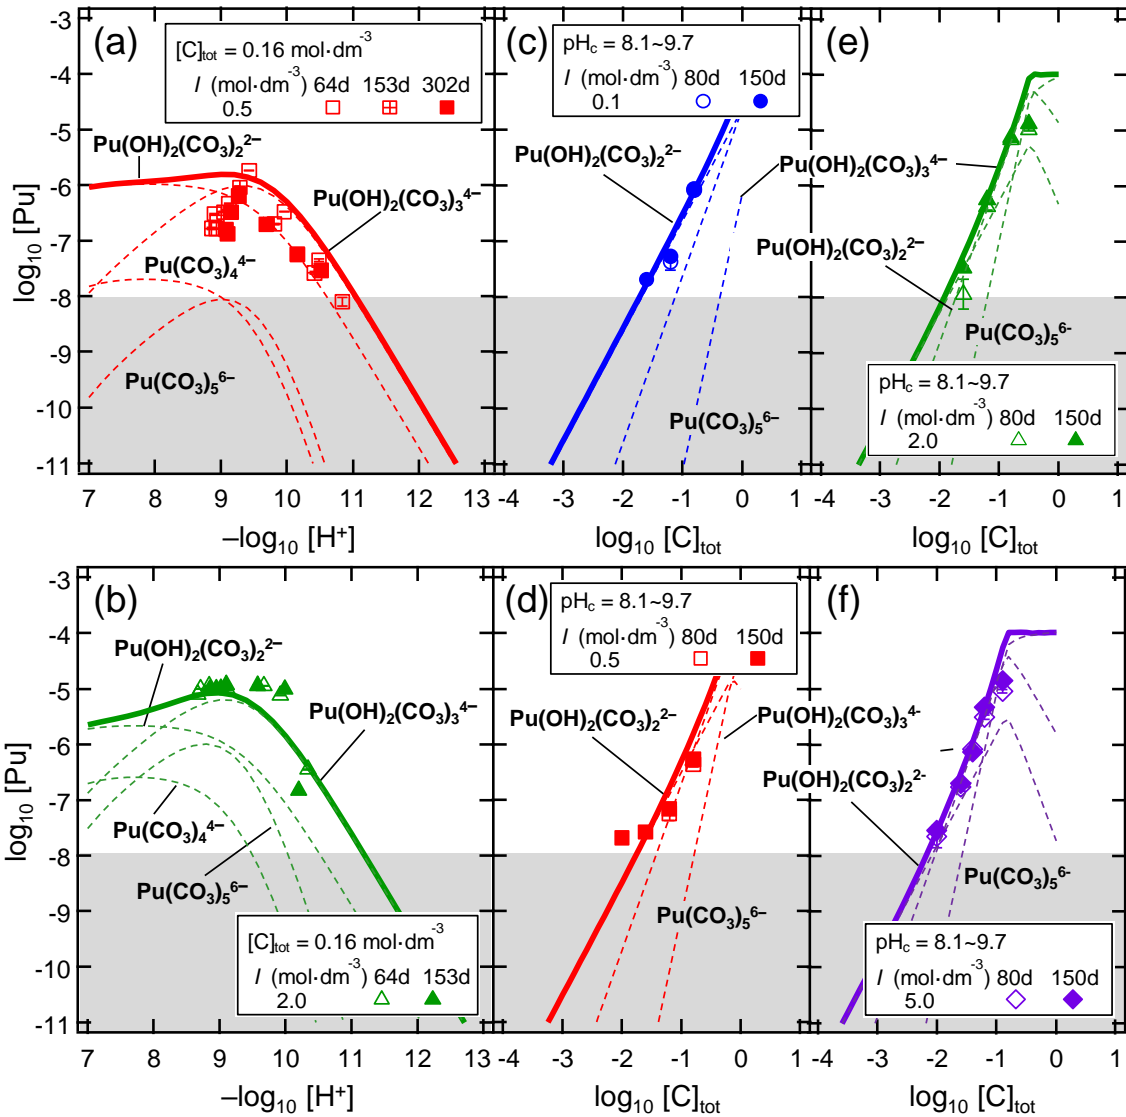 (a)
[C]tot = 0.16 mol·dm⁻³
I (mol·dm⁻³) 64d 153d 302d
0.5
Pu(OH)₂(CO₃)₂²⁻
Pu(OH)₂(CO₃)₃⁴⁻
Pu(CO₃)₄⁴⁻
Pu(CO₃)₅⁶⁻
log₁₀ [Pu]
-3
-4
-5
-6
-7
-8
-9
-10
-11
7 8 9 10 11 12 13
–log₁₀ [H⁺]
(c)
pHc = 8.1~9.7
I (mol·dm⁻³) 80d 150d
0.1
Pu(OH)₂(CO₃)₂²⁻
Pu(OH)₂(CO₃)₃⁴⁻
Pu(CO₃)₅⁶⁻
-4 -3 -2 -1 0 1
log₁₀ [C]tot
(e)
Pu(OH)₂(CO₃)₂²⁻
Pu(CO₃)₅⁶⁻
pHc = 8.1~9.7
I (mol·dm⁻³) 80d 150d
2.0
-4 -3 -2 -1 0 1
log₁₀ [C]tot
(b)
Pu(OH)₂(CO₃)₂²⁻
Pu(OH)₂(CO₃)₃⁴⁻
Pu(CO₃)₄⁴⁻
Pu(CO₃)₅⁶⁻
[C]tot = 0.16 mol·dm⁻³
I (mol·dm⁻³) 64d 153d
2.0
log₁₀ [Pu]
-3
-4
-5
-6
-7
-8
-9
-10
-11
7 8 9 10 11 12 13
–log₁₀ [H⁺]
(d)
pHc = 8.1~9.7
I (mol·dm⁻³) 80d 150d
0.5
Pu(OH)₂(CO₃)₂²⁻
Pu(OH)₂(CO₃)₃⁴⁻
Pu(CO₃)₅⁶⁻
-4 -3 -2 -1 0 1
log₁₀ [C]tot
(f)
Pu(OH)₂(CO₃)₂²⁻
Pu(CO₃)₅⁶⁻
pHc = 8.1~9.7
I (mol·dm⁻³) 80d 150d
5.0
-4 -3 -2 -1 0 1
log₁₀ [C]tot